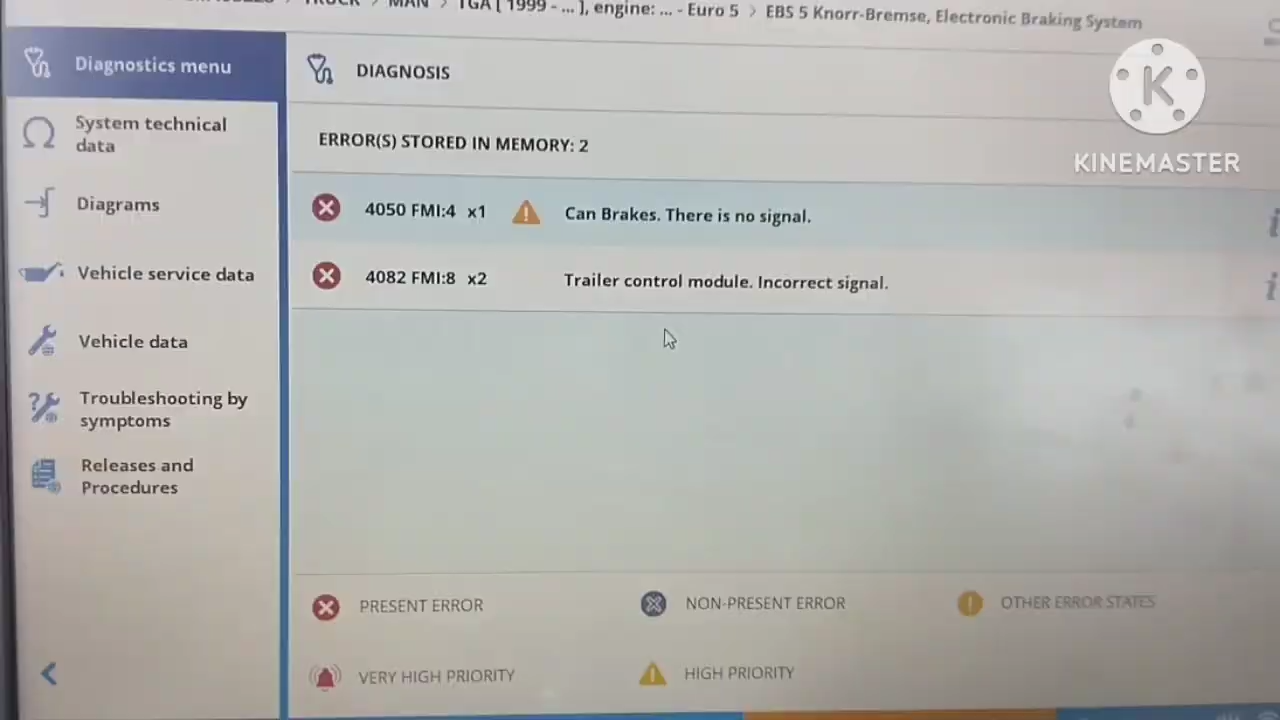 TRUCK > MAN > TGA [ 1999 - ... ], engine: ... - Euro 5 > EBS 5 Knorr-Bremse, Electronic Braking System
Diagnostics menu
System technical
data
Diagrams
Vehicle service data
Vehicle data
Troubleshooting by
symptoms
Releases and
Procedures
DIAGNOSIS
ERROR(S) STORED IN MEMORY: 2
4050 FMI:4 x1 Can Brakes. There is no signal.
4082 FMI:8 x2 Trailer control module. Incorrect signal.
PRESENT ERROR
NON-PRESENT ERROR
OTHER ERROR STATES
VERY HIGH PRIORITY
HIGH PRIORITY
K
KINEMASTER